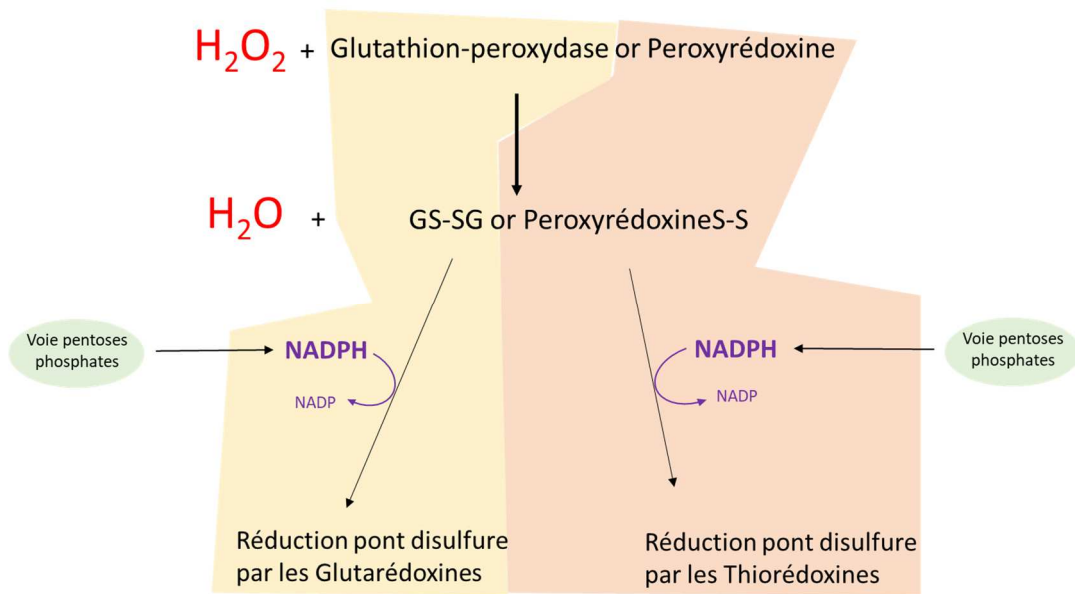 H₂O₂ + Glutathion-peroxydase or Peroxyrédoxine
H₂O + GS-SG or PeroxyrédoxineS-S
Voie pentoses
phosphates
NADPH
NADP
NADPH
NADP
Voie pentoses
phosphates
Réduction pont disulfure
par les Glutarédoxines
Réduction pont disulfure
par les Thiorédoxines